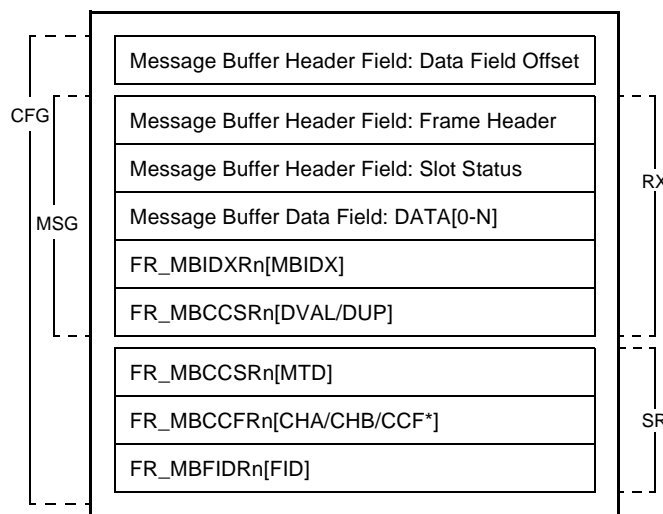 Message Buffer Header Field: Data Field Offset
CFG
Message Buffer Header Field: Frame Header
Message Buffer Header Field: Slot Status
RX
MSG
Message Buffer Data Field: DATA[0-N]
FR_MBIDXRn[MBIDX]
FR_MBCCSRn[DVAL/DUP]
FR_MBCCSRn[MTD]
FR_MBCCFRn[CHA/CHB/CCF*]
SR
FR_MBFIDRn[FID]